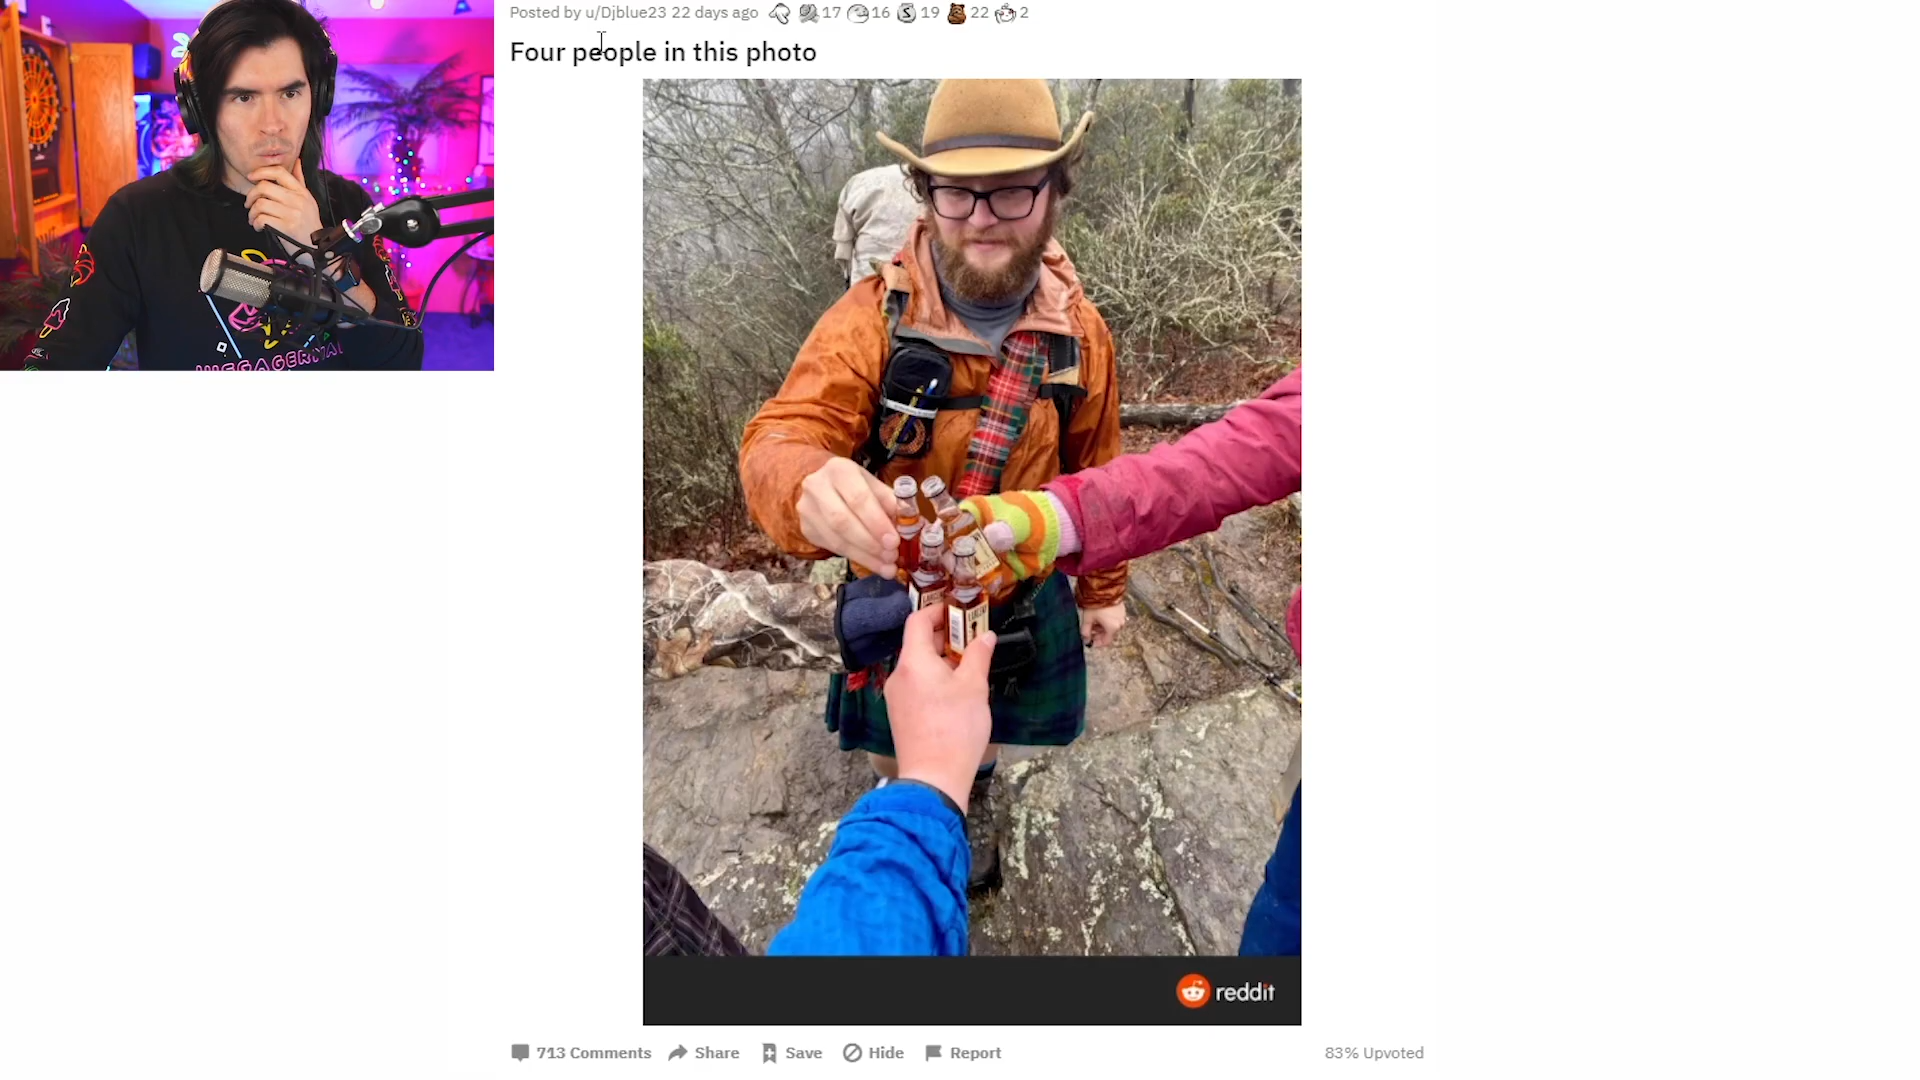 Posted by u/Djblue23 22 days ago 17 16 19 22 2
Four people in this photo
reddit
713 Comments Share Save Hide Report
83% Upvoted